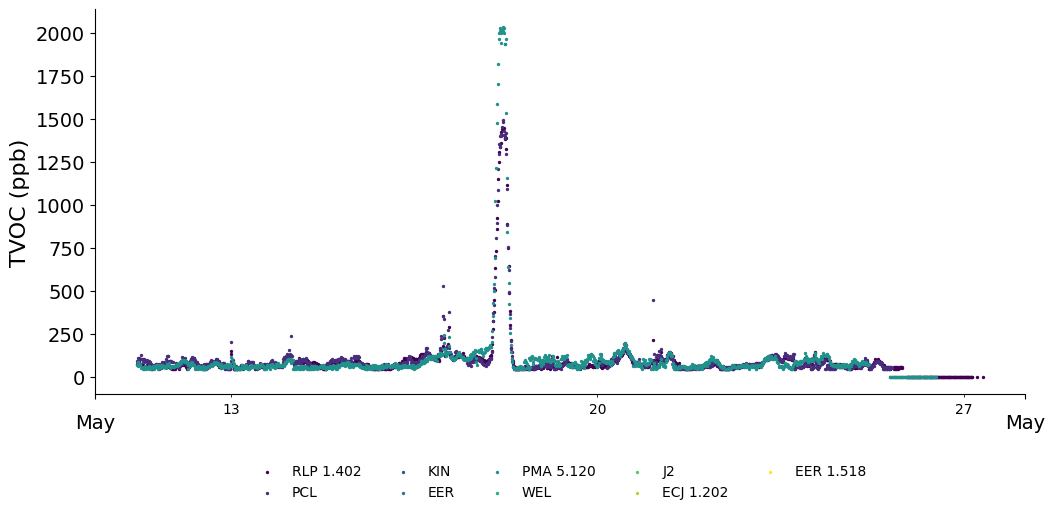 TVOC (ppb)
2000
1750
1500
1250
1000
750
500
250
0
13 20 27
May May
RLP 1.402 KIN PMA 5.120 J2 EER 1.518
PCL EER WEL ECJ 1.202